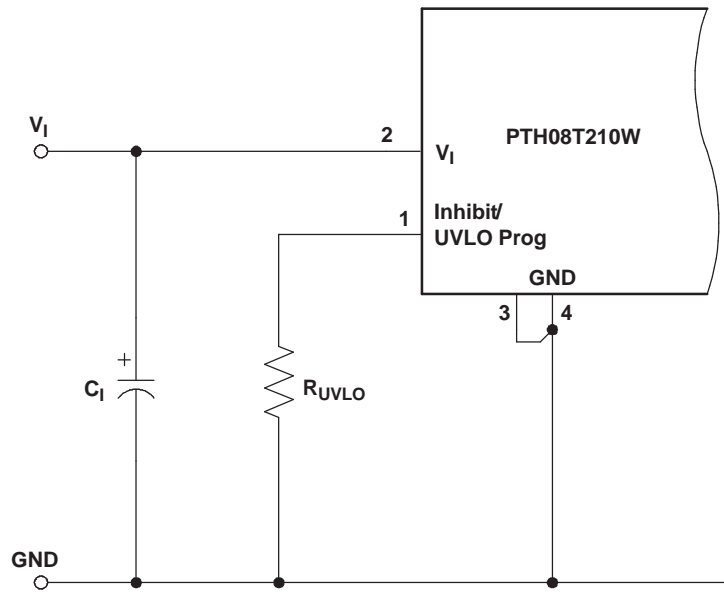 V_I
2
V_I
PTH08T210W
1
Inhibit/
UVLO Prog
GND
3
4
+
C_I
R_UVLO
GND